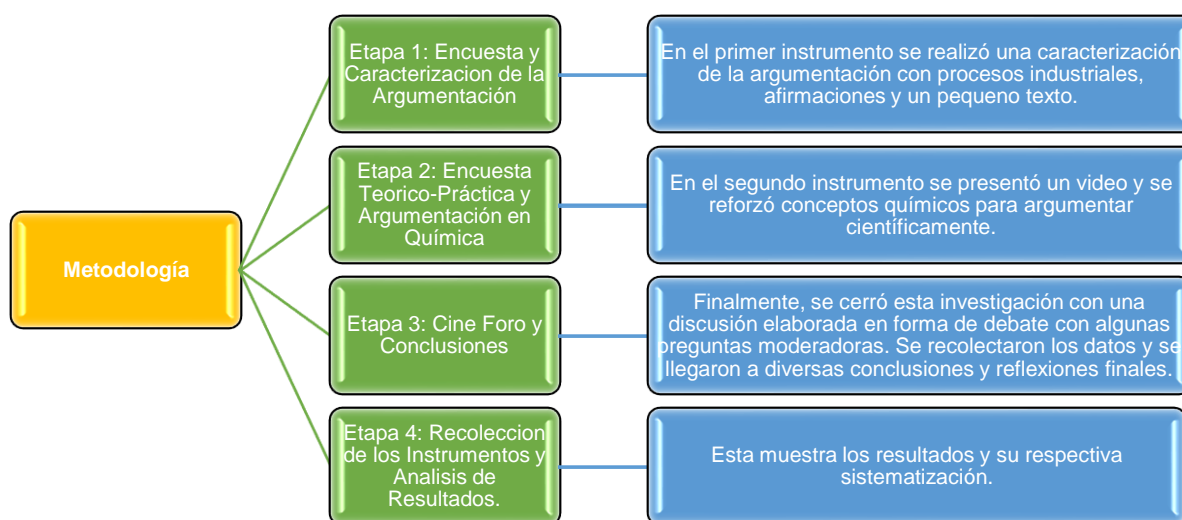 Metodología
Etapa 1: Encuesta y
Caracterizacion de la
Argumentación
En el primer instrumento se realizó una caracterización
de la argumentación con procesos industriales,
afirmaciones y un pequeno texto.
Etapa 2: Encuesta
Teorico-Práctica y
Argumentación en
Química
En el segundo instrumento se presentó un video y se
reforzó conceptos químicos para argumentar
científicamente.
Etapa 3: Cine Foro y
Conclusiones
Finalmente, se cerró esta investigación con una
discusión elaborada en forma de debate con algunas
preguntas moderadoras. Se recolectaron los datos y se
llegaron a diversas conclusiones y reflexiones finales.
Etapa 4: Recoleccion
de los Instrumentos y
Analisis de
Resultados.
Esta muestra los resultados y su respectiva
sistematización.